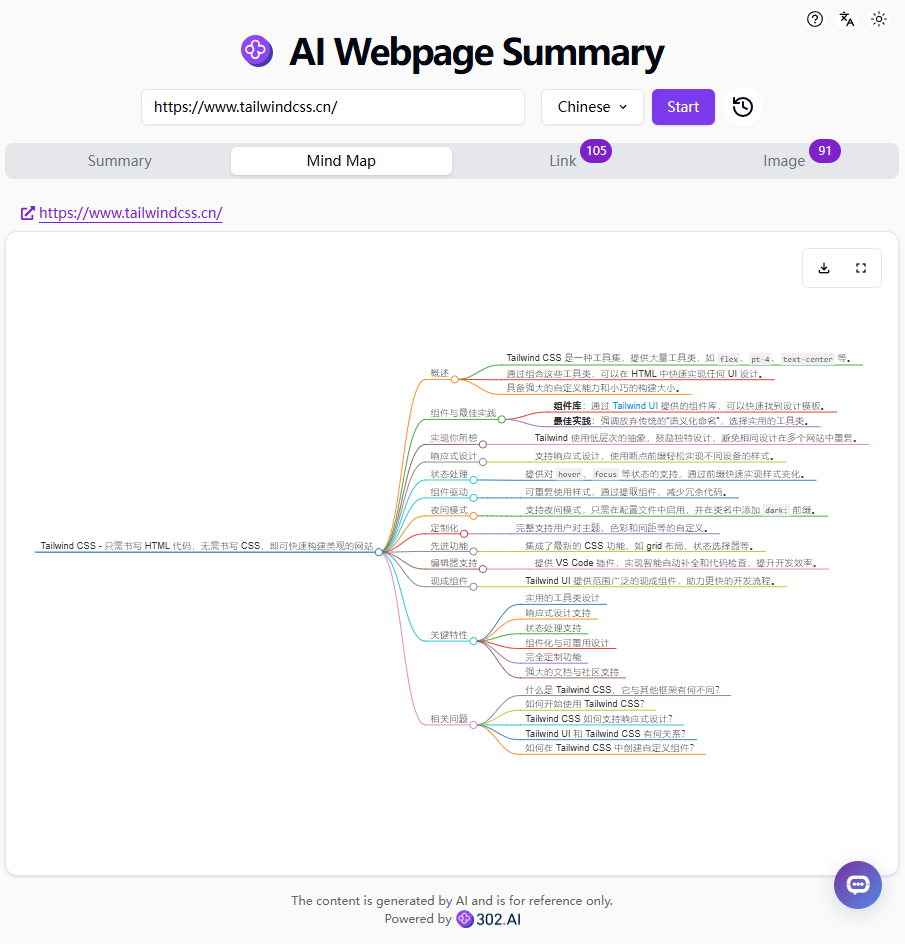 AI Webpage Summary
https://www.tailwindcss.cn/
Chinese
Start
Summary
Mind Map
Link
105
Image
91
https://www.tailwindcss.cn/
Tailwind CSS - 只需书写 HTML 代码，无需书写 CSS，即可快速构建美观的网站
概述
Tailwind CSS 是一种工具集，提供大量工具类，如 flex、pt-4、text-center 等。
通过组合这些工具类，可以在 HTML 中快速实现任何 UI 设计。
具备强大的自定义能力和小巧的构建大小。
组件与最佳实践
组件库：通过 Tailwind UI 提供的组件库，可以快速找到设计模板。
最佳实践：强调放弃传统的“语义化命名”，选择实用的工具类。
实现你所想
Tailwind 使用低层次的抽象，鼓励独特设计，避免相同设计在多个网站中重复。
响应式设计
支持响应式设计，使用断点前缀轻松实现不同设备的样式。
状态处理
提供对 hover、focus 等状态的支持，通过前缀快速实现样式变化。
组件驱动
可重复使用样式，通过提取组件，减少冗余代码。
夜间模式
支持夜间模式，只需在配置文件中启用，并在类名中添加 dark: 前缀。
定制化
完整支持用户对主题、色彩和间距等的自定义。
先进功能
集成了最新的 CSS 功能，如 grid 布局、状态选择器等。
编辑器支持
提供 VS Code 插件，实现智能自动补全和代码检查，提升开发效率。
现成组件
Tailwind UI 提供范围广泛的现成组件，助力更快的开发流程。
关键特性
实用的工具类设计
响应式设计支持
状态处理支持
组件化与可重用设计
完全定制功能
强大的文档与社区支持
相关问题
什么是 Tailwind CSS，它与其他框架有何不同？
如何开始使用 Tailwind CSS？
Tailwind CSS 如何支持响应式设计？
Tailwind UI 和 Tailwind CSS 有何关系？
如何在 Tailwind CSS 中创建自定义组件？
The content is generated by AI and is for reference only.
Powered by 302.AI